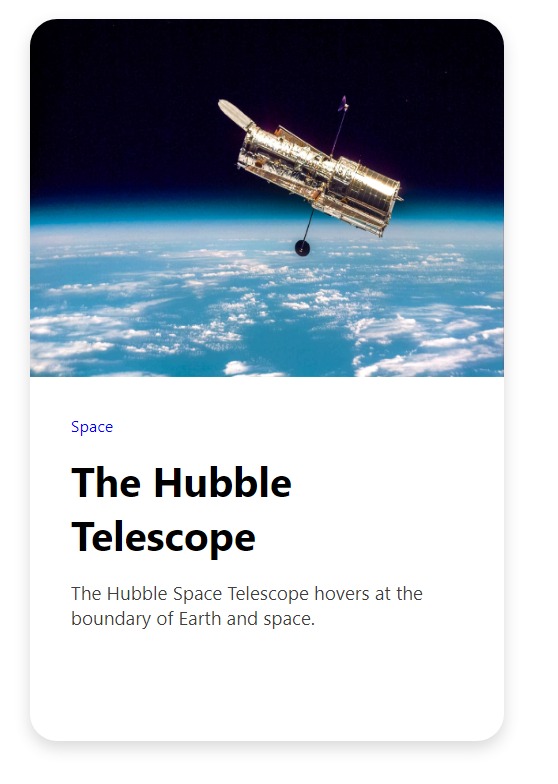 Space
The Hubble
Telescope
The Hubble Space Telescope hovers at the
boundary of Earth and space.